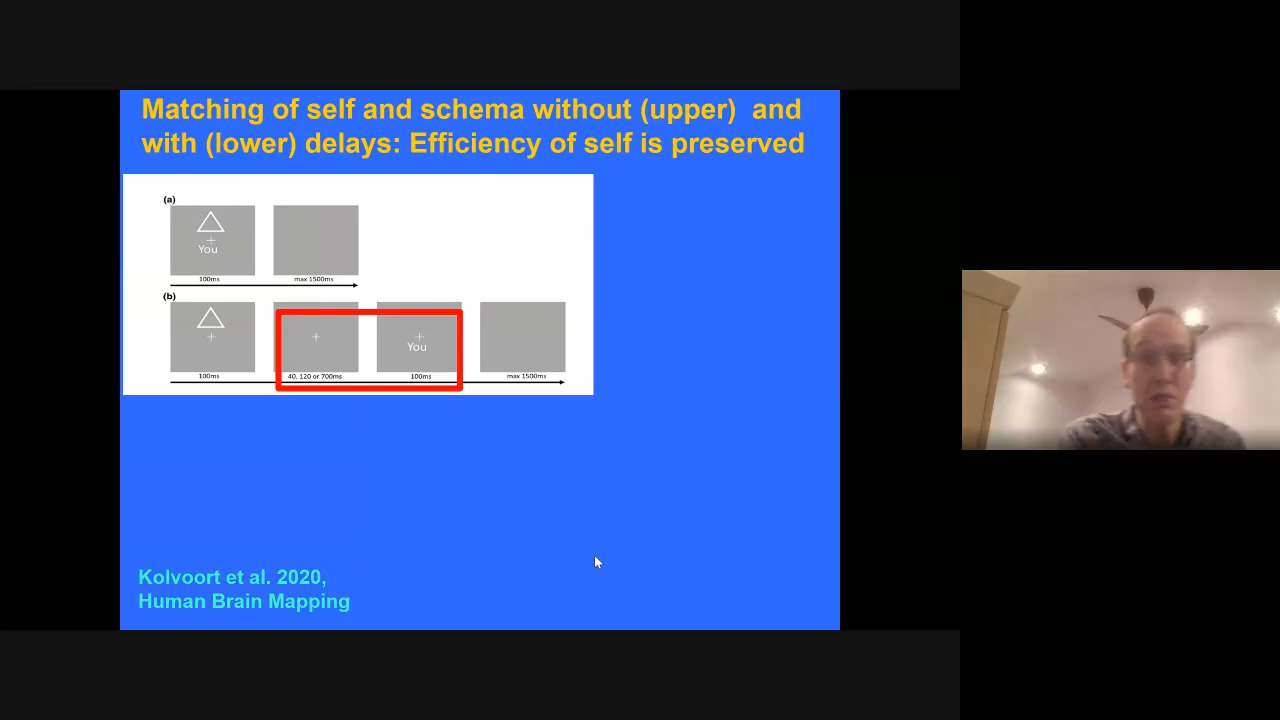 Matching of self and schema without (upper)  and
with (lower) delays: Efficiency of self is preserved
(a)
You
100ms
max 1500ms
(b)
You
100ms
40, 120 or 700ms
100ms
max 1500ms
Kolvoort et al. 2020,
Human Brain Mapping